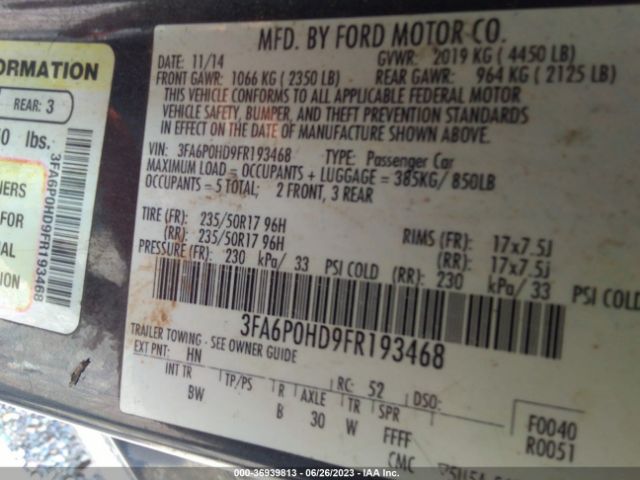 ORMATION
REAR: 3
lbs.
3FA6P0HD9FR193468
NERS
FOR
NAL
MFD. BY FORD MOTOR CO.
DATE: 11/14
GVWR: 2019 KG ( 4450 LB)
FRONT GAWR: 1066 KG ( 2350 LB)
REAR GAWR: 964 KG ( 2125 LB)
THIS VEHICLE CONFORMS TO ALL APPLICABLE FEDERAL MOTOR
VEHICLE SAFETY, BUMPER, AND THEFT PREVENTION STANDARDS
IN EFFECT ON THE DATE OF MANUFACTURE SHOWN ABOVE.
VIN: 3FA6P0HD9FR193468 TYPE: Passenger Car
MAXIMUM LOAD = OCCUPANTS + LUGGAGE = 385KG/ 850LB
OCCUPANTS = 5 TOTAL; 2 FRONT, 3 REAR
TIRE (FR): 235/50R17 96H RIMS (FR): 17x7.5J
(RR): 235/50R17 96H (RR): 17x7.5J
PRESSURE (FR): 230 kPa/ 33 PSI COLD (RR): 230 kPa/ 33 PSI COLD
3FA6P0HD9FR193468
TRAILER TOWING - SEE OWNER GUIDE
EXT PNT: HN RC: 52 DSO:
INT TR TP/PS R AXLE TR SPR
BW B 30 W FFFF
F0040
R0051
CMC
Copart: 36939813 / 06/26/2023 / IAA Inc.